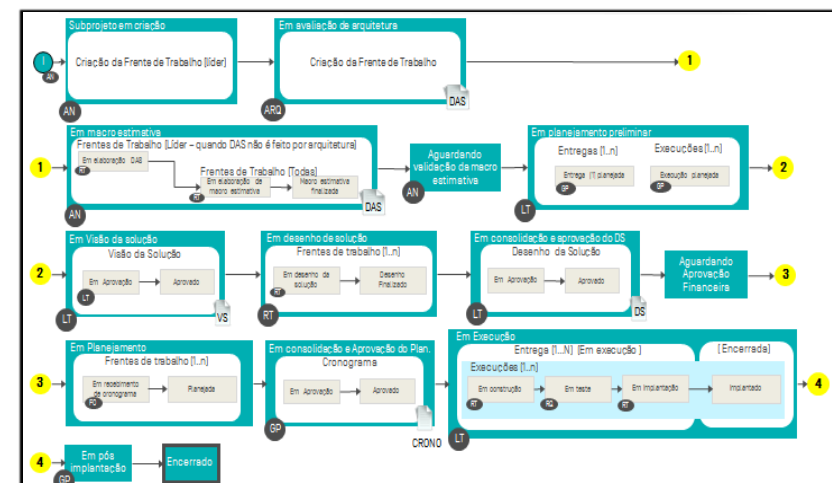 Subprojeto em criação
Em avaliação de arquitetura
I
AN
Criação da Frente de Trabalho (líder)
Criação da Frente de Trabalho
1
AN
ARQ
DAS
Em macro estimativa
Frentes de Trabalho (Líder – quando DAS não é feito por arquitetura)
Em planejamento preliminar
1
Em elaboração DAS
RT
Frentes de Trabalho (Todas)
Em elaboração de macro estimativa
RT
Macro estimativa finalizada
Aguardando
validação da macro
estimativa
AN
Entregas (1..n)
Execuções(1..n)
Entrega planejada
GP
Execução planejada
GP
2
AN
DAS
LT
Em Visão da solução
Em desenho de solução
Em consolidação e aprovação do DS
Visão da Solução
Frentes de trabalho (1..n)
Desenho da Solução
2
Em Aprovação
Aprovado
LT
Em desenho da solução
RT
Desenho Finalizado
Em Aprovação
Aprovado
Aguardando
Aprovação
Financeira
3
LT
VS
RT
LT
DS
Em Planejamento
Em consolidação e Aprovação do Plan.
Em Execução
Frentes de trabalho (1..n)
Cronograma
Entrega (1...N) (Em execução )
( Encerrada)
Execuções (1..n)
3
Em recebimento de cronograma
Planejada
Em Aprovação
Aprovado
Em construção
RT
Em teste
RQ
Em implantação
RT
Implantado
4
GP
CRONO
LT
4
Em pós
implantação
GP
Encerrado